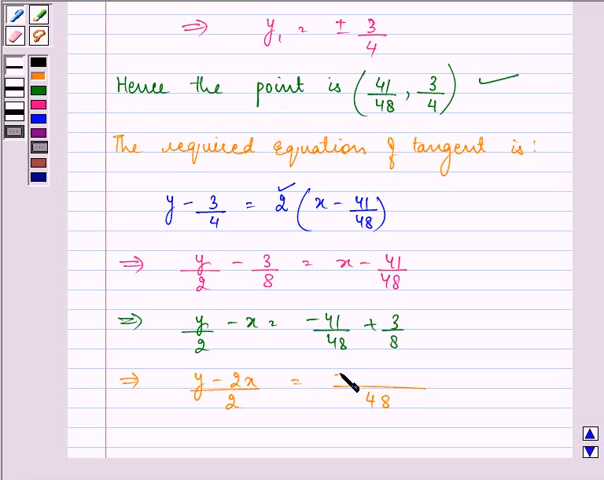 ⇒ y₁ = ± 3/4
Hence the point is (41/48, 3/4) ✓
The required Equation of tangent is:
y - 3/4 = 2 (x - 41/48)
⇒ y/2 - 3/8 = x - 41/48
⇒ y/2 - x = -41/48 + 3/8
⇒ (y - 2x)/2 = -/48